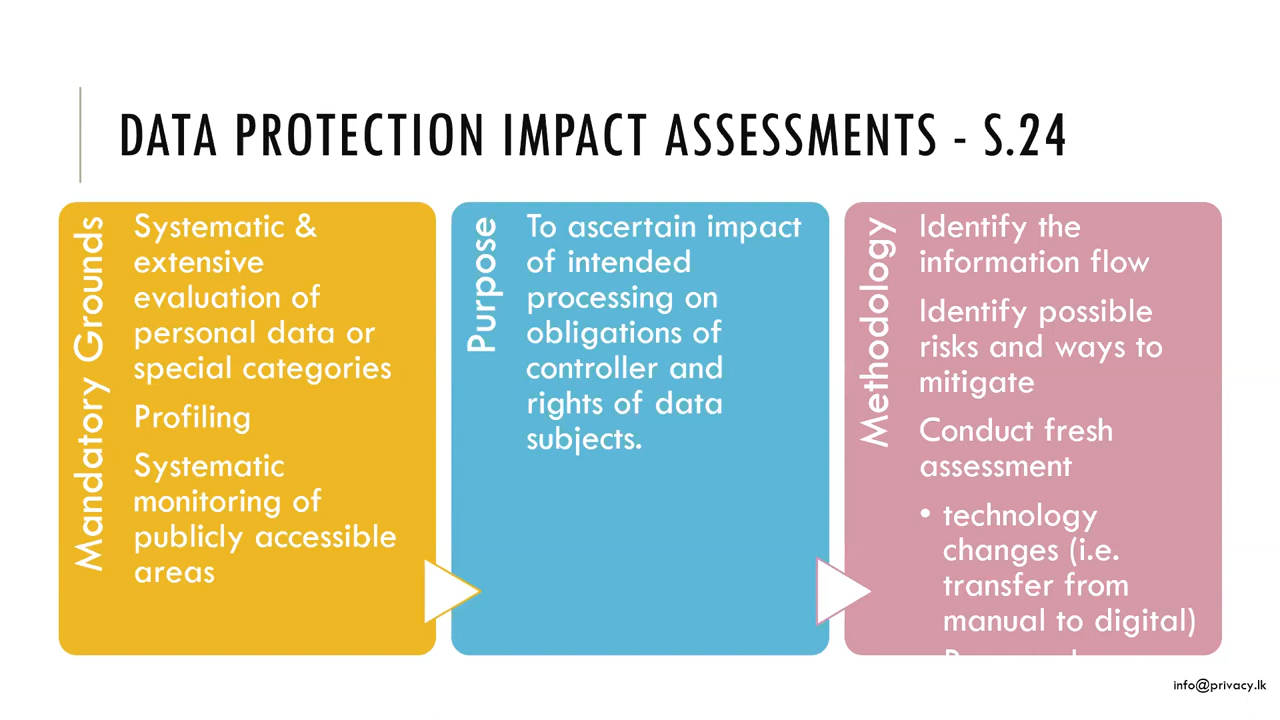 DATA PROTECTION IMPACT ASSESSMENTS - S.24
Mandatory Grounds
Systematic &
extensive
evaluation of
personal data or
special categories
Profiling
Systematic
monitoring of
publicly accessible
areas
Purpose
To ascertain impact
of intended
processing on
obligations of
controller and
rights of data
subjects.
Methodology
Identify the
information flow
Identify possible
risks and ways to
mitigate
Conduct fresh
assessment
• technology
changes (i.e.
transfer from
manual to digital)
info@privacy.lk